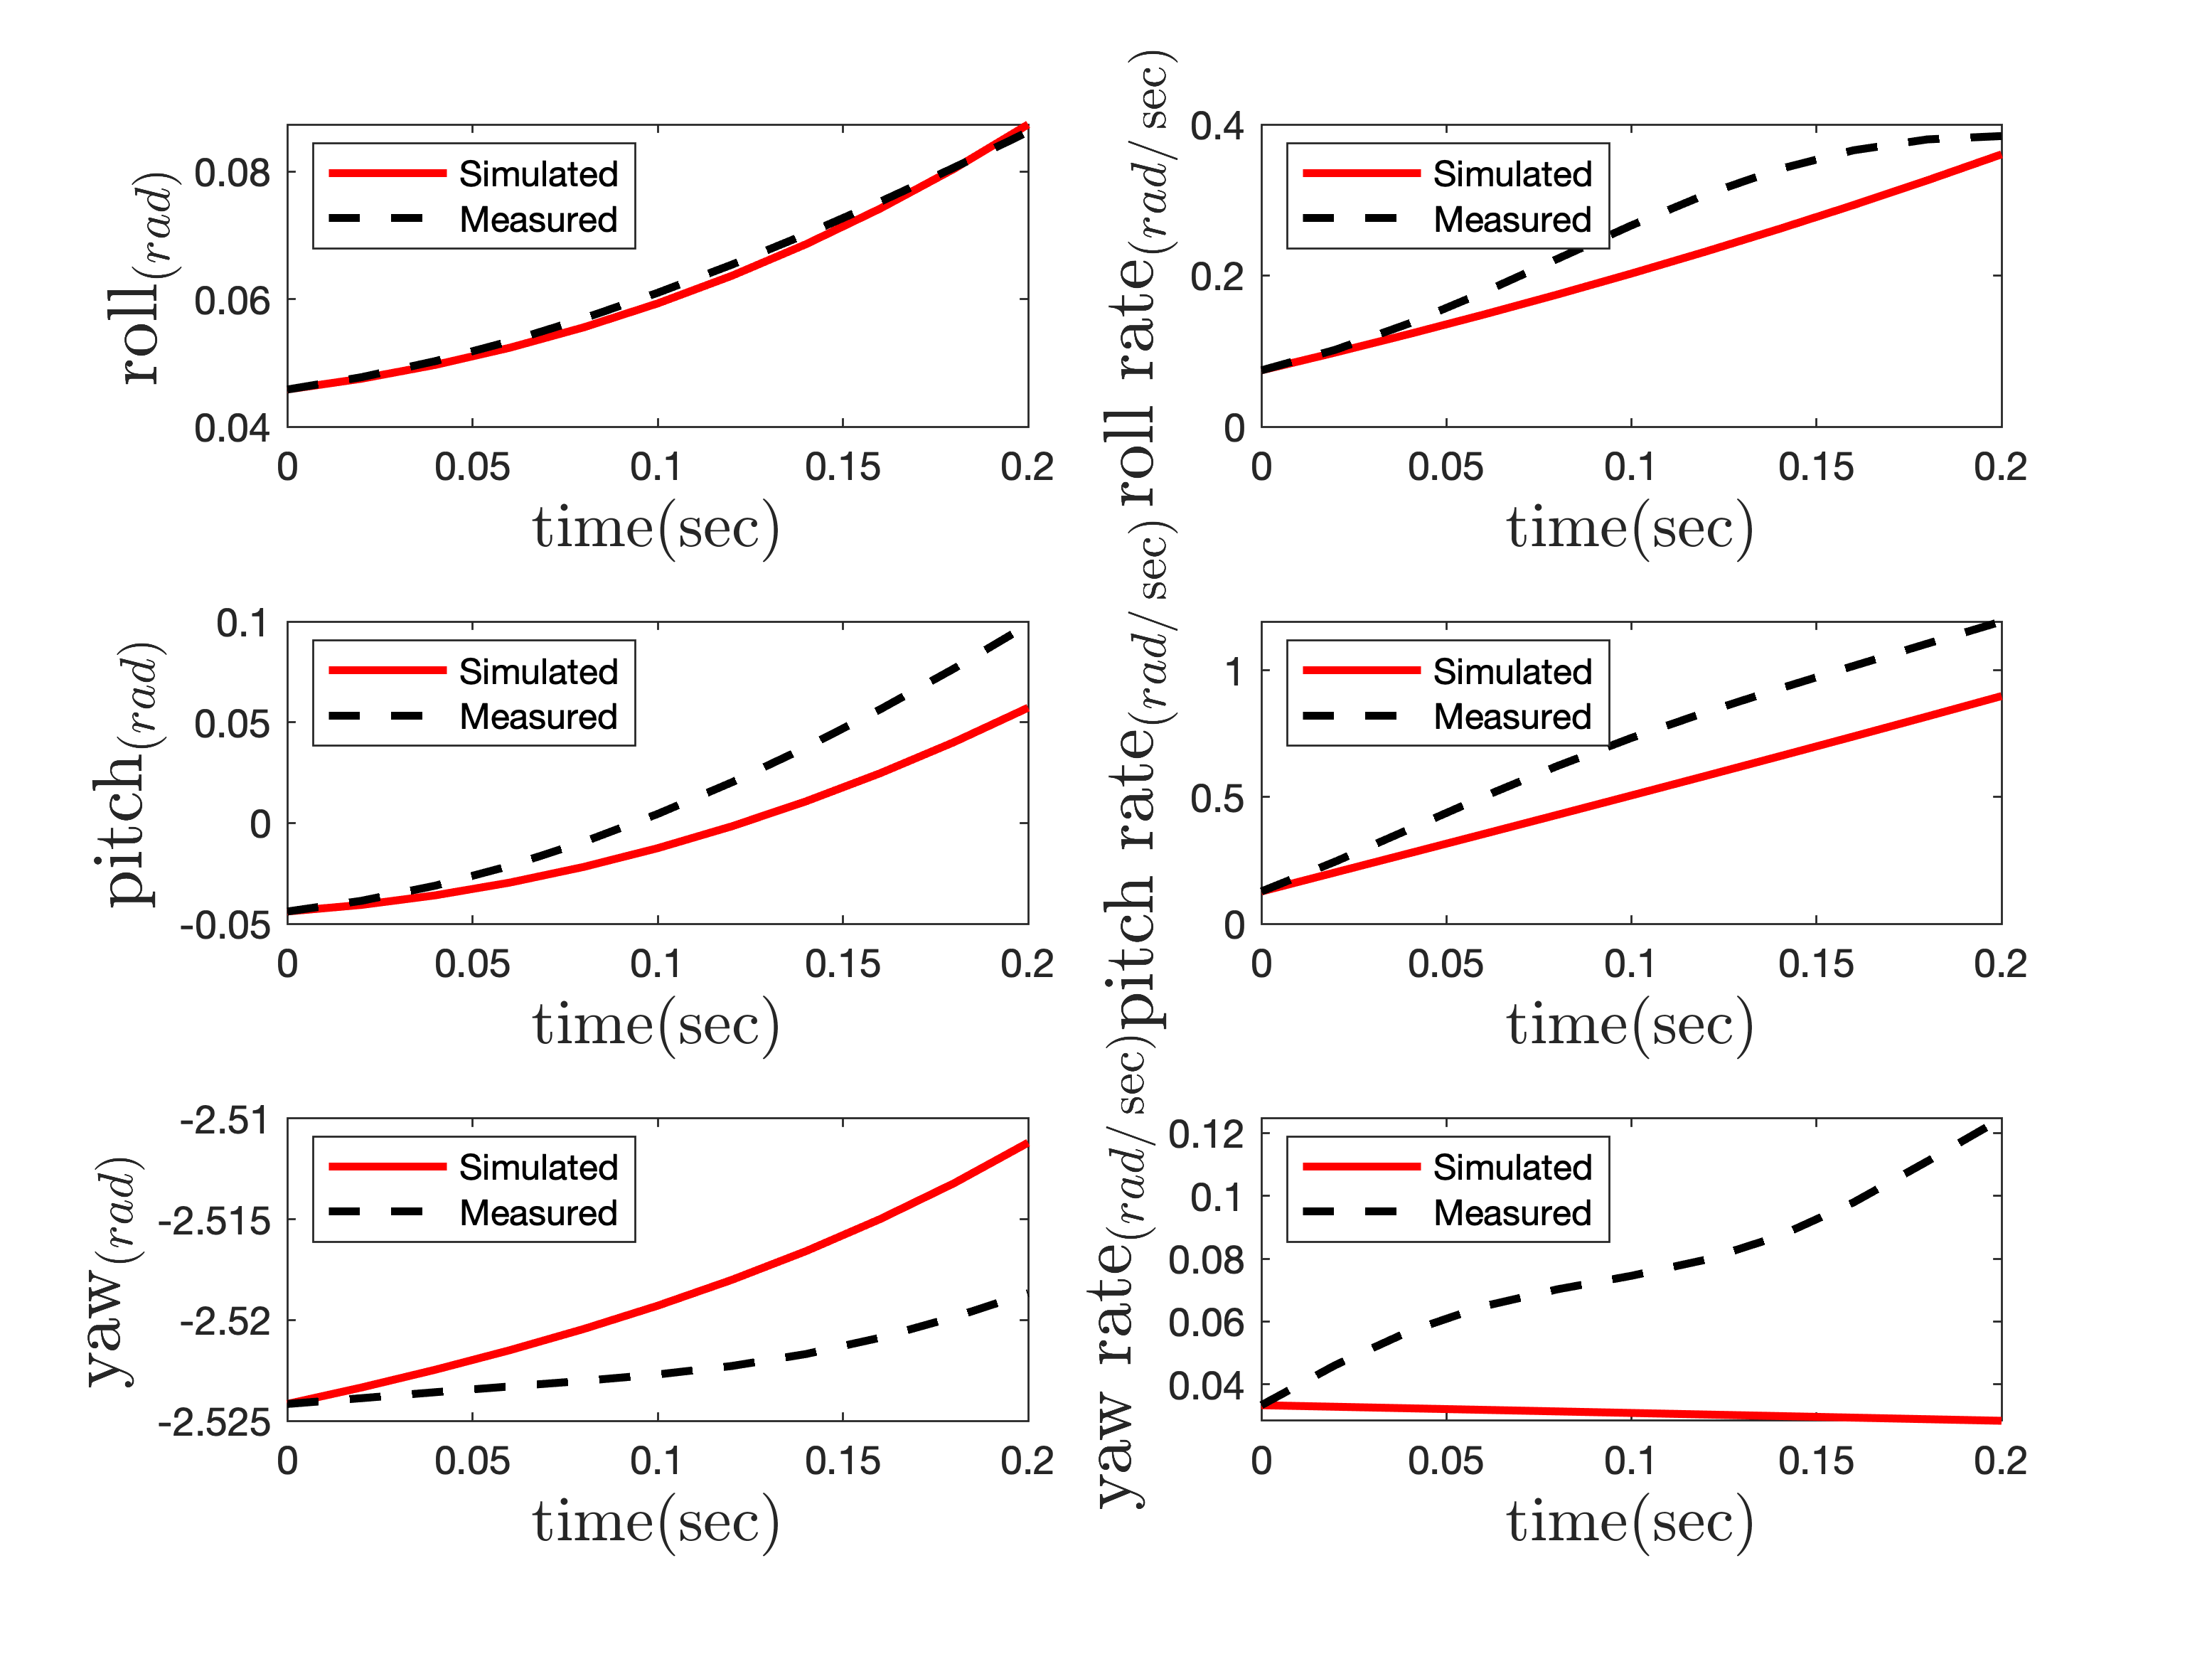 roll(rad)
0.08
0.06
0.04
Simulated
Measured
0 0.05 0.1 0.15 0.2
time(sec)
roll rate(rad/sec)
0.4
0.2
0
Simulated
Measured
0 0.05 0.1 0.15 0.2
time(sec)
pitch(rad)
0.1
0.05
0
-0.05
Simulated
Measured
0 0.05 0.1 0.15 0.2
time(sec)
pitch rate(rad/sec)
1
0.5
0
Simulated
Measured
0 0.05 0.1 0.15 0.2
time(sec)
yaw(rad)
-2.51
-2.515
-2.52
-2.525
Simulated
Measured
0 0.05 0.1 0.15 0.2
time(sec)
yaw rate(rad/sec)
0.12
0.1
0.08
0.06
0.04
Simulated
Measured
0 0.05 0.1 0.15 0.2
time(sec)